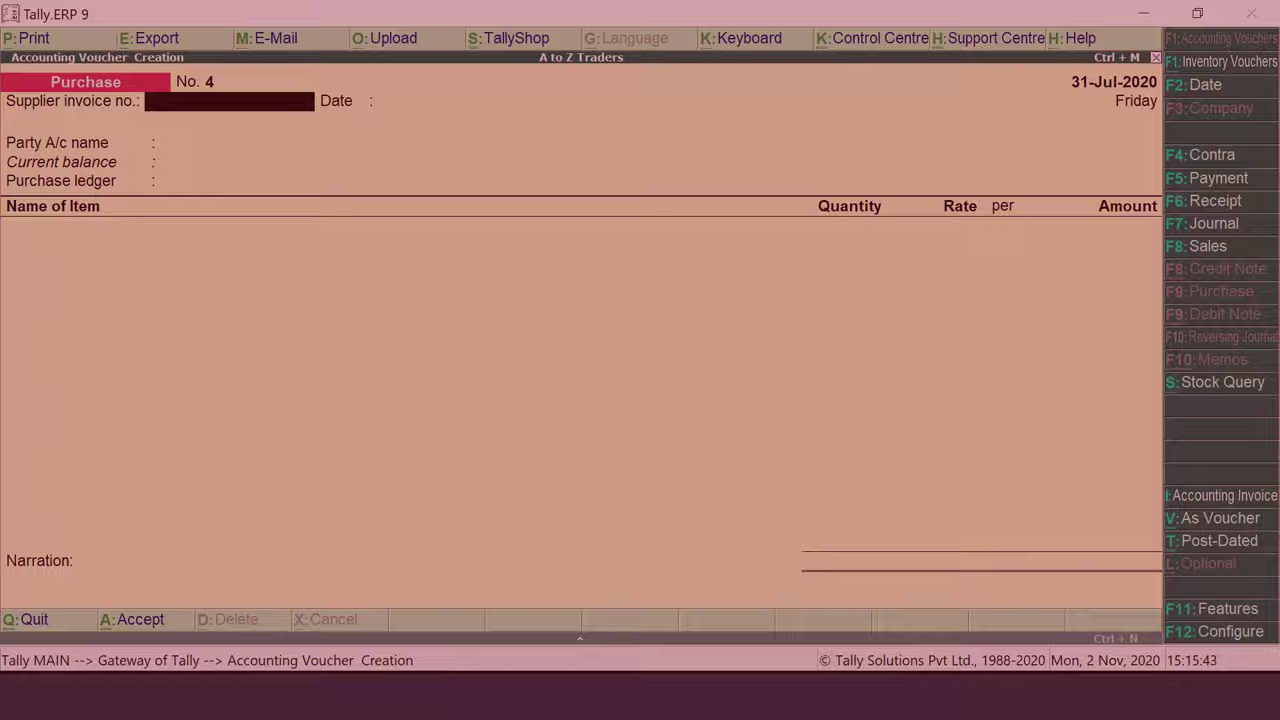 Tally.ERP 9
P: Print E: Export M: E-Mail O: Upload S: TallyShop G: Language K: Keyboard K: Control Centre H: Support Centre H: Help
Accounting Voucher Creation A to Z Traders Ctrl + M
Purchase No. 4 31-Jul-2020
Supplier invoice no.: Date : Friday
Party A/c name :
Current balance :
Purchase ledger :
Name of Item Quantity Rate per Amount
Narration:
F1: Accounting Vouchers
F1: Inventory Vouchers
F2: Date
F3: Company
F4: Contra
F5: Payment
F6: Receipt
F7: Journal
F8: Sales
F8: Credit Note
F9: Purchase
F9: Debit Note
F10: Reversing Journal
F10: Memos
S: Stock Query
I: Accounting Invoice
V: As Voucher
T: Post-Dated
L: Optional
F11: Features
F12: Configure
Q: Quit A: Accept D: Delete X: Cancel
Ctrl + N
Tally MAIN --> Gateway of Tally --> Accounting Voucher Creation © Tally Solutions Pvt Ltd., 1988-2020 Mon, 2 Nov, 2020 15:15:43